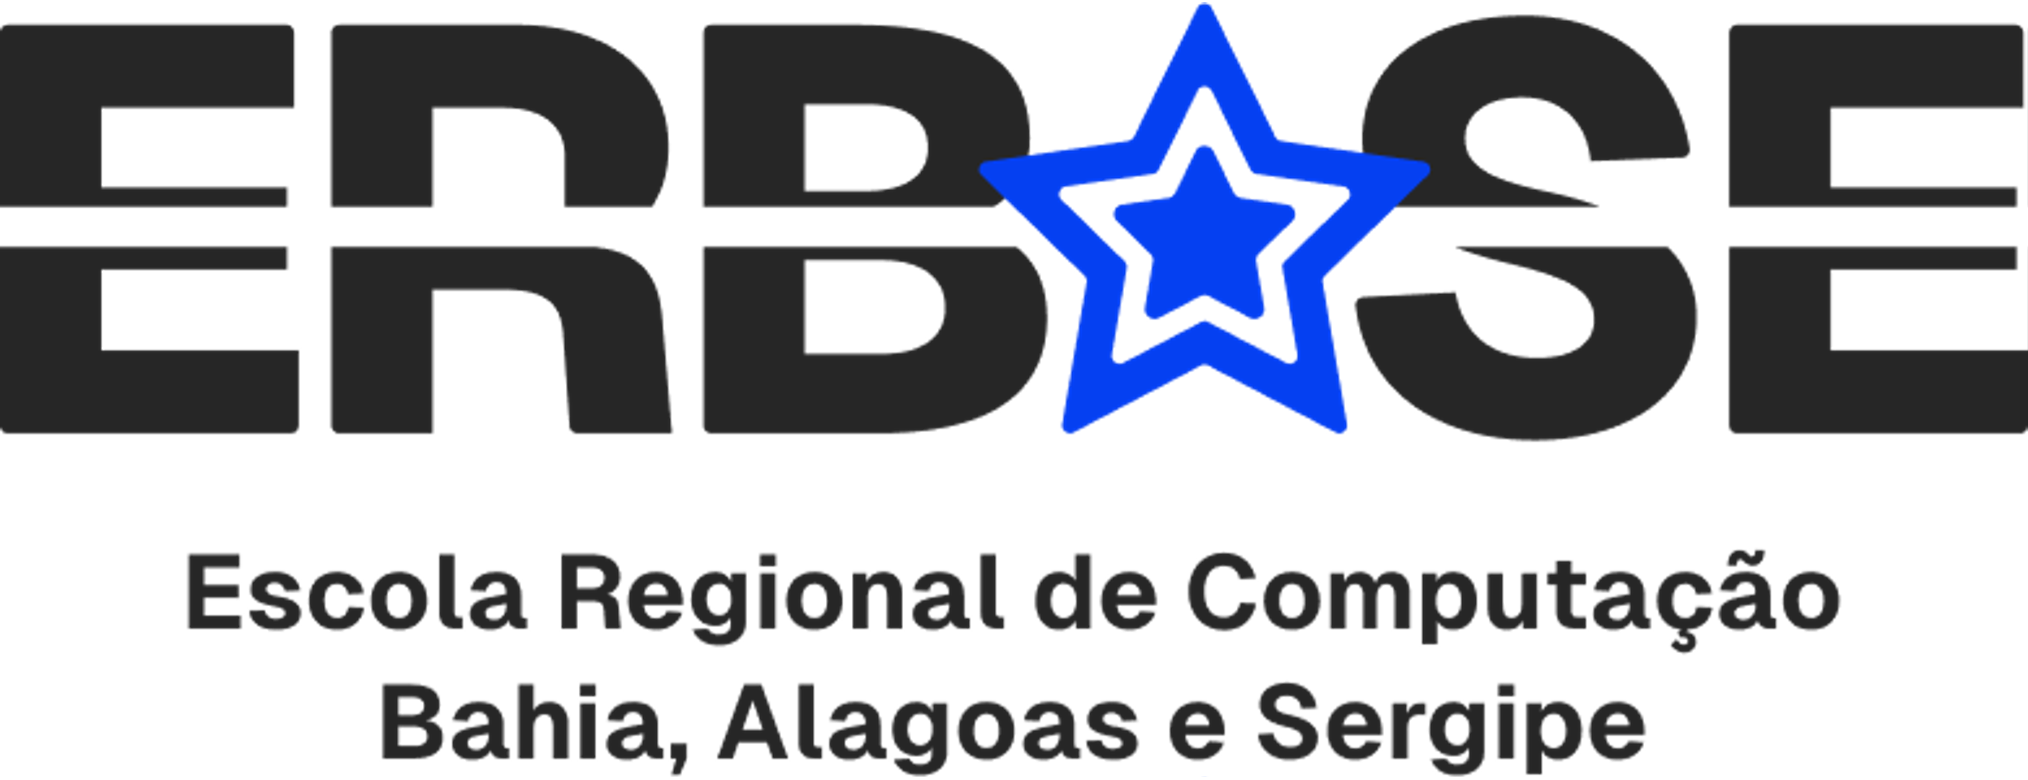 ERBASE
Escola Regional de Computação
Bahia, Alagoas e Sergipe